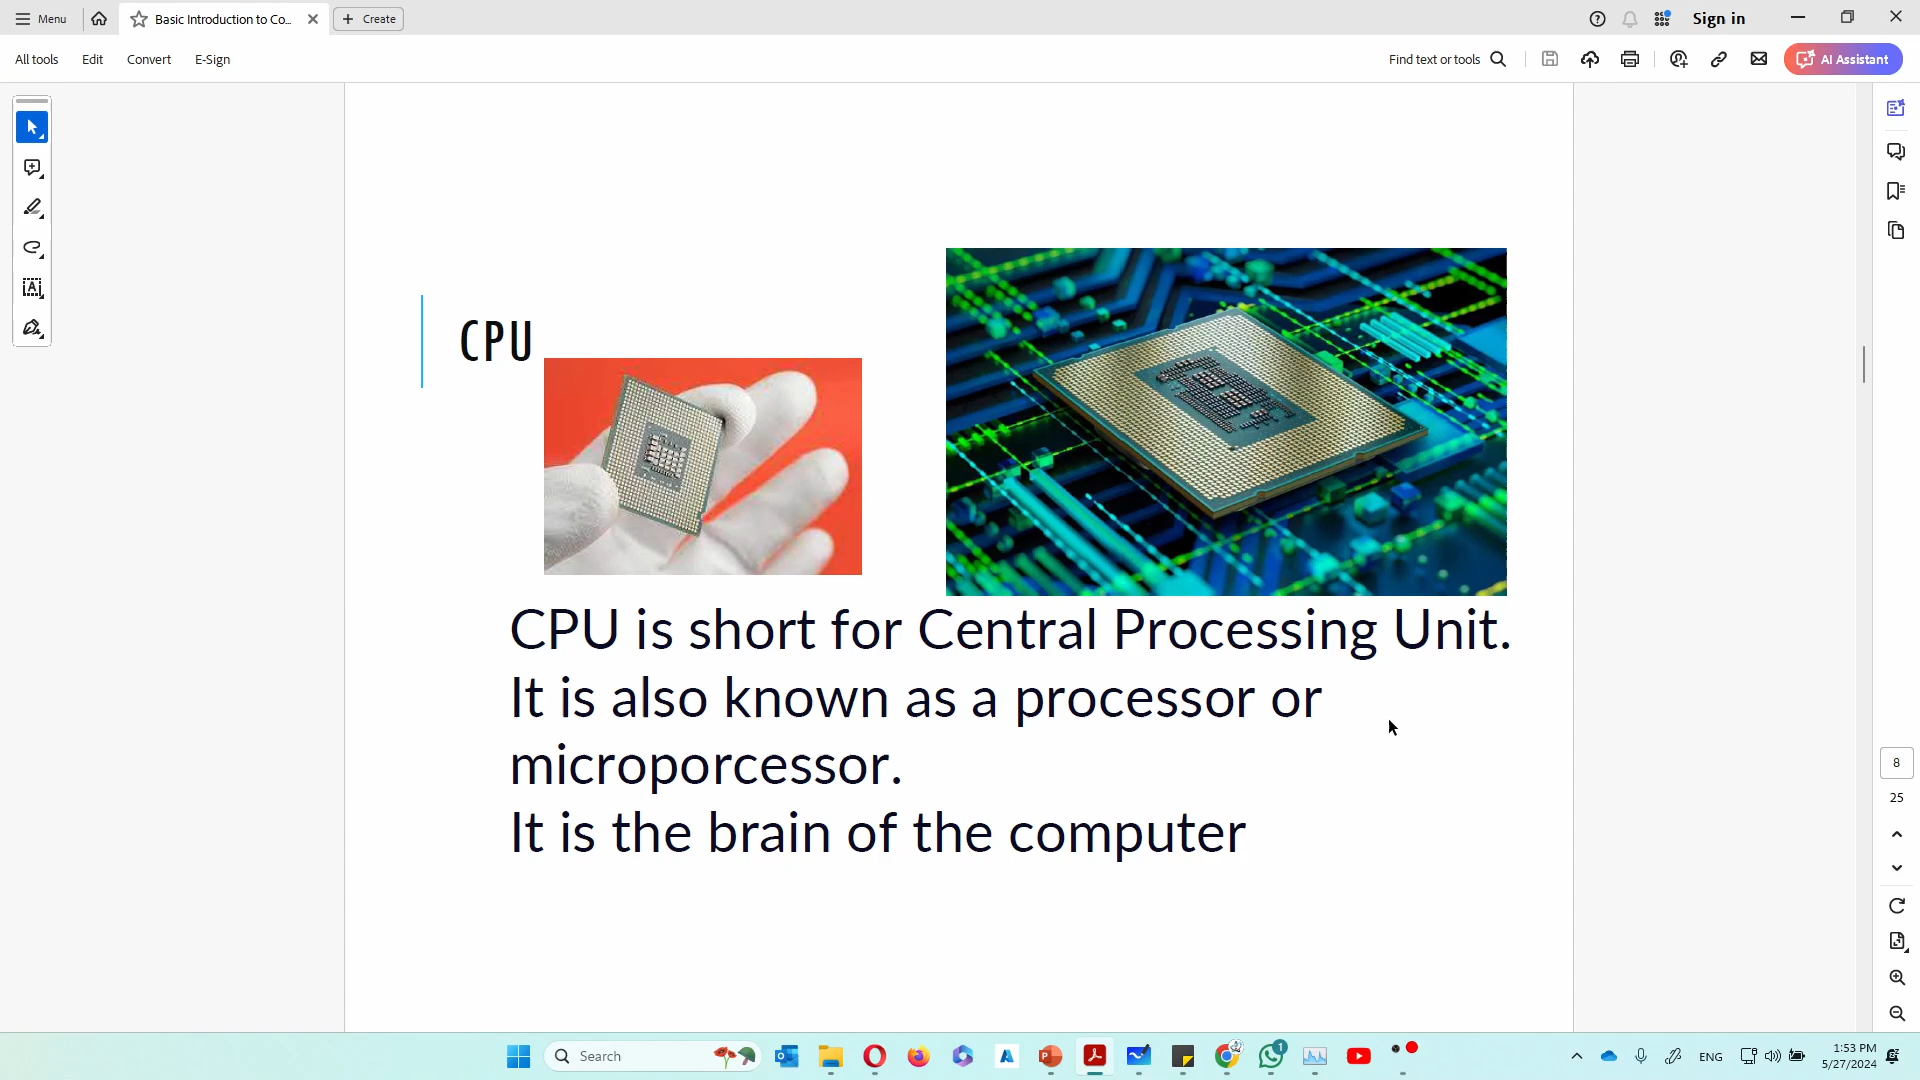 Menu
Basic Introduction to Co...
Create
Sign in
All tools
Edit
Convert
E-Sign
Find text or tools
AI Assistant
CPU
CPU is short for Central Processing Unit.
It is also known as a processor or
microporcessor.
It is the brain of the computer
8
25
Search
1
ENG
1:53 PM
5/27/2024